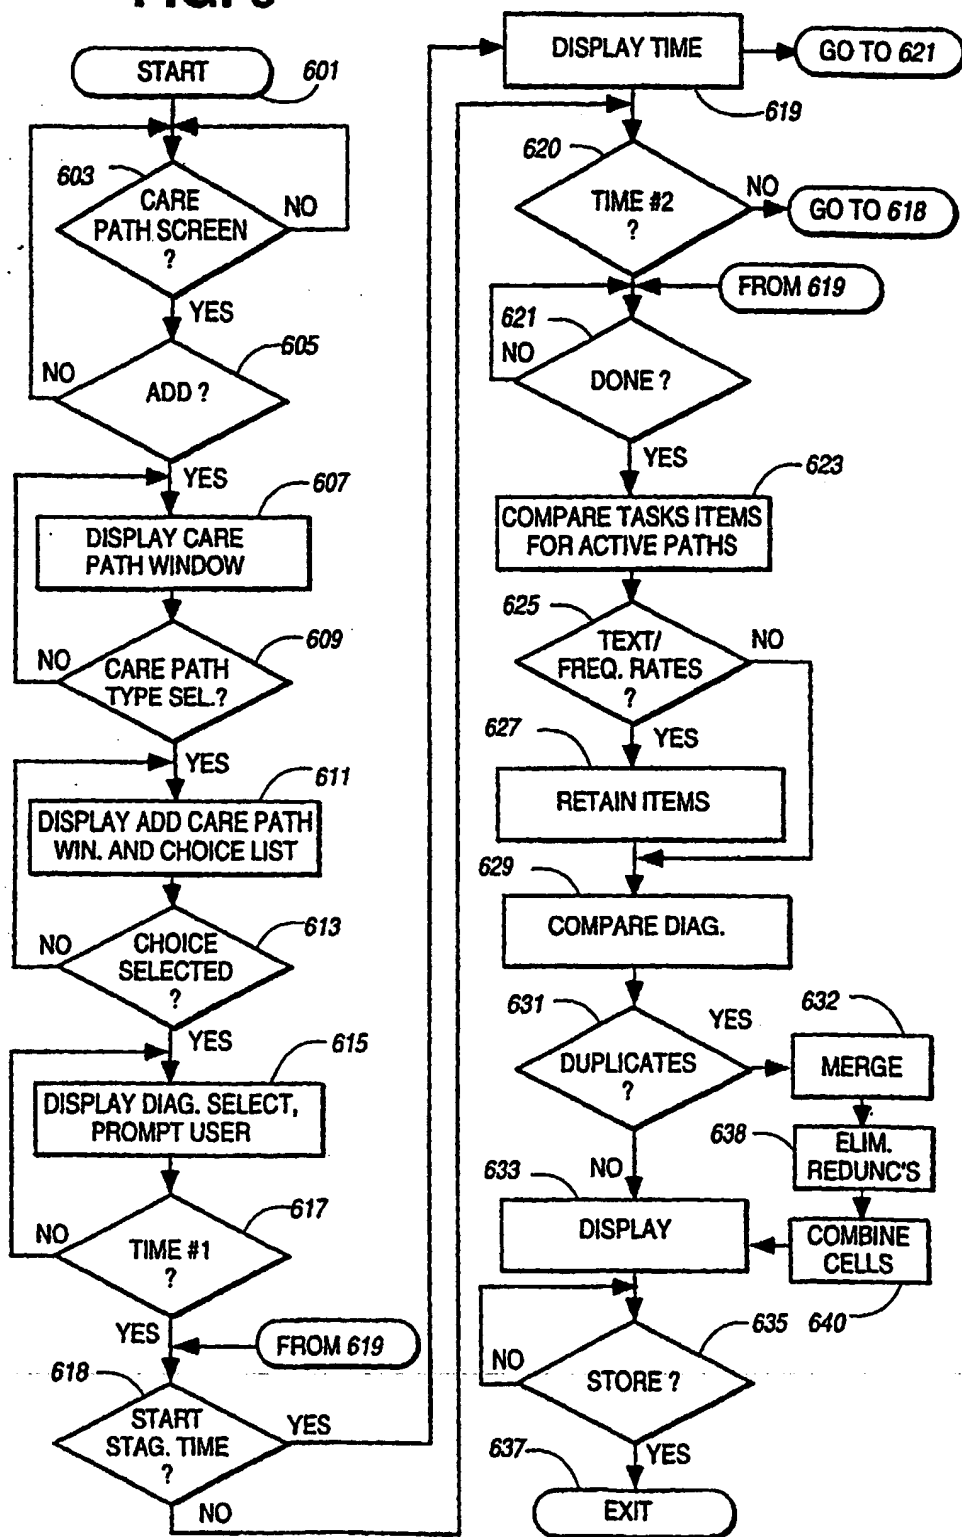 START
601
603
CARE
PATH SCREEN
?
NO
YES
605
NO
ADD ?
YES
607
DISPLAY CARE
PATH WINDOW
609
NO
CARE PATH
TYPE SEL.?
YES
611
DISPLAY ADD CARE PATH
WIN. AND CHOICE LIST
613
NO
CHOICE
SELECTED
?
YES
615
DISPLAY DIAG. SELECT,
PROMPT USER
617
NO
TIME #1
?
YES
FROM 619
618
START
STAG. TIME
?
YES
NO
DISPLAY TIME
GO TO 621
619
620
TIME #2
?
NO
GO TO 618
FROM 619
621
NO
DONE ?
YES
623
COMPARE TASKS ITEMS
FOR ACTIVE PATHS
625
TEXT/
FREQ. RATES
?
NO
YES
627
RETAIN ITEMS
629
COMPARE DIAG.
631
DUPLICATES
?
YES
632
MERGE
638
ELIM.
REDUNC'S
NO
633
DISPLAY
COMBINE
CELLS
640
635
NO
STORE ?
YES
637
EXIT